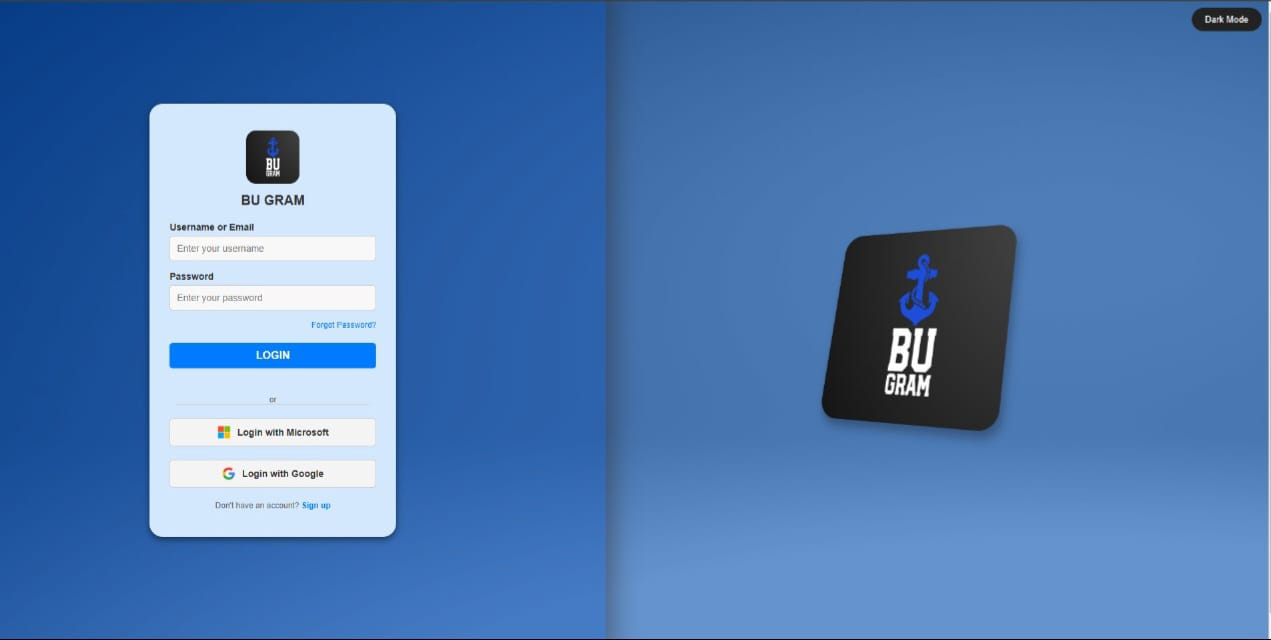 Dark Mode
BU
GRAM
BU GRAM
Username or Email
Enter your username
Password
Enter your password
Forgot Password?
LOGIN
or
Login with Microsoft
Login with Google
Don't have an account? Sign up
BU
GRAM